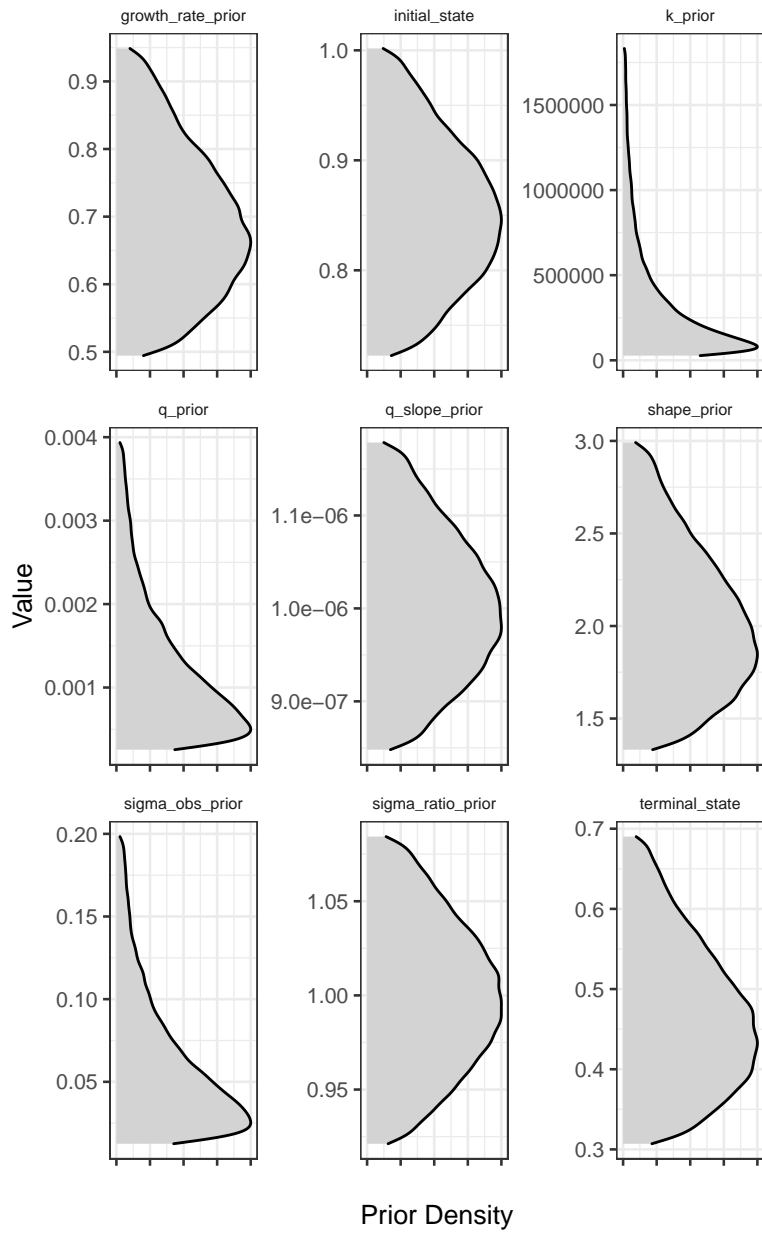 growth_rate_prior
0.9
0.8
0.7
0.6
0.5
initial_state
1.0
0.9
0.8
k_prior
1500000
1000000
500000
0
q_prior
0.004
0.003
0.002
0.001
q_slope_prior
1.1e−06
1.0e−06
9.0e−07
shape_prior
3.0
2.5
2.0
1.5
sigma_obs_prior
0.20
0.15
0.10
0.05
sigma_ratio_prior
1.05
1.00
0.95
terminal_state
0.7
0.6
0.5
0.4
0.3
Value
Prior Density